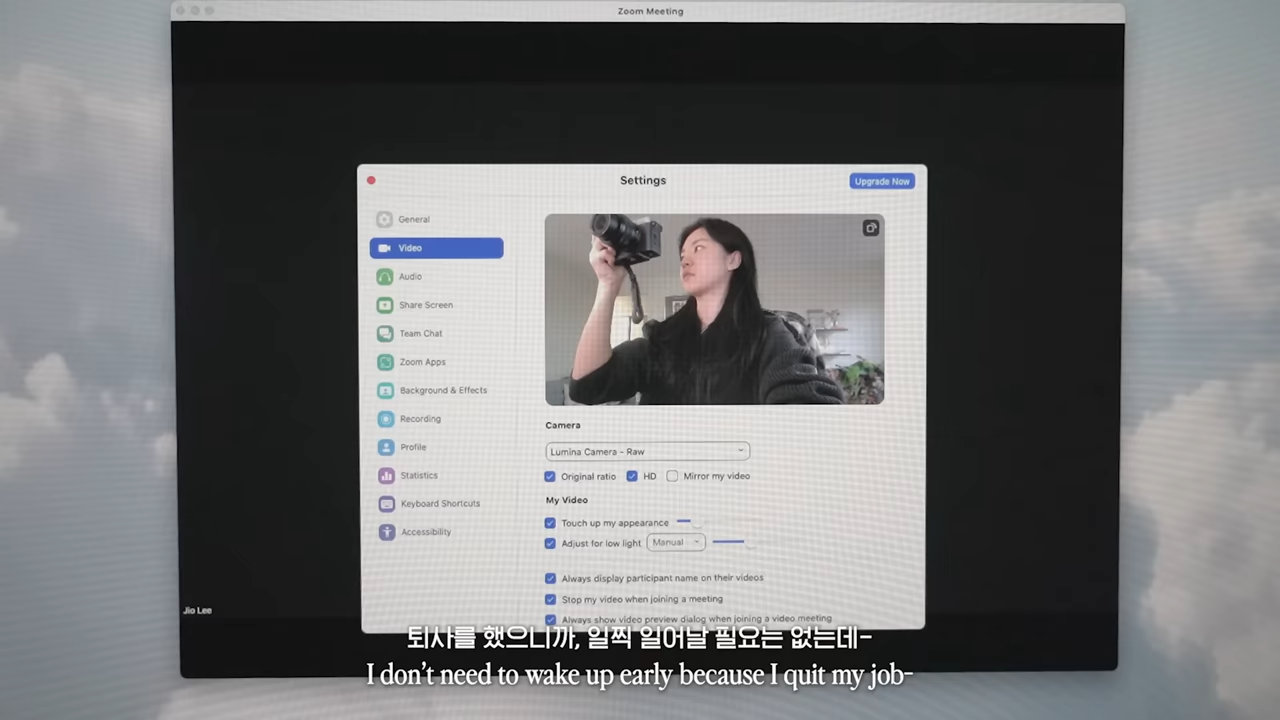 Zoom Meeting
Settings
Upgrade Now
General
Video
Audio
Share Screen
Team Chat
Zoom Apps
Background & Effects
Recording
Profile
Statistics
Keyboard Shortcuts
Accessibility
Camera
Lumina Camera - Raw
Original ratio HD Mirror my video
My Video
Touch up my appearance
Adjust for low light Manual
Always display participant name on their videos
Stop my video when joining a meeting
Always show video preview dialog when joining a video meeting
Jio Lee
퇴사를 했으니까, 일찍 일어날 필요는 없는데-
I don't need to wake up early because I quit my job-